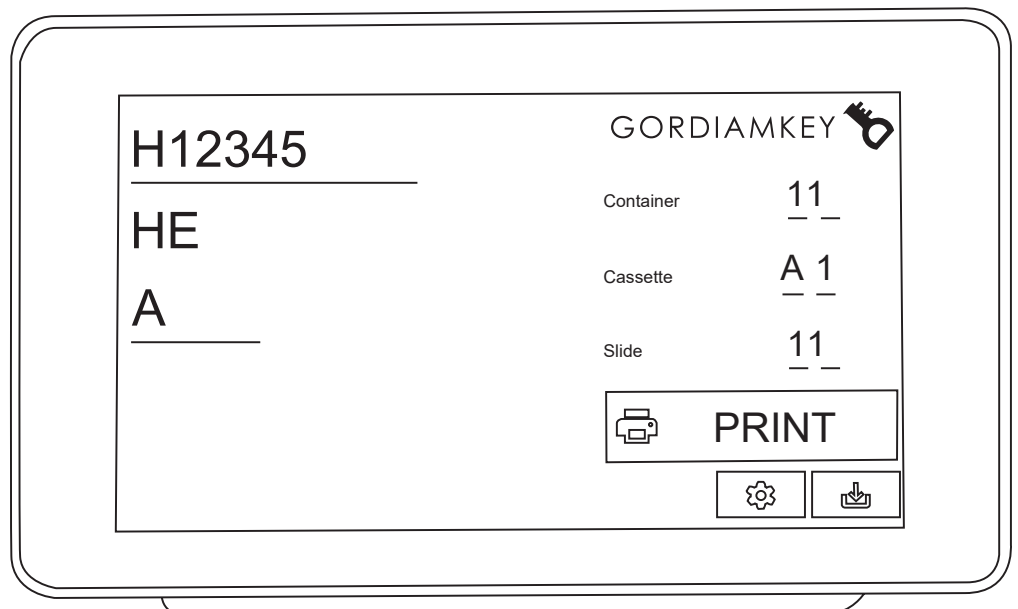 H12345
HE
A
GORDIAMKEY
Container 11
Cassette A 1
Slide 11
PRINT